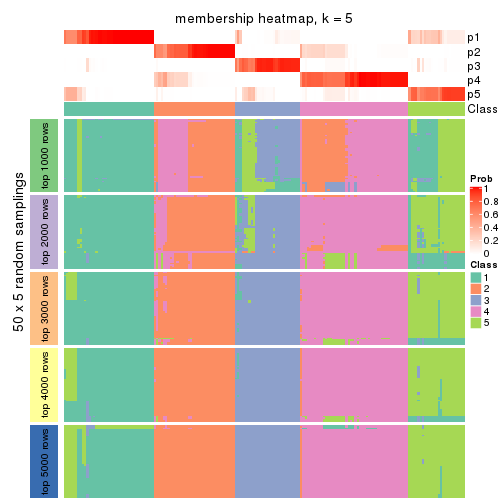 membership heatmap, k = 5
p1
p2
p3
p4
p5
Class
50 x 5 random samplings
top 1000 rows
top 2000 rows
top 3000 rows
top 4000 rows
top 5000 rows
Prob
1
0.8
0.6
0.4
0.2
0
Class
1
2
3
4
5